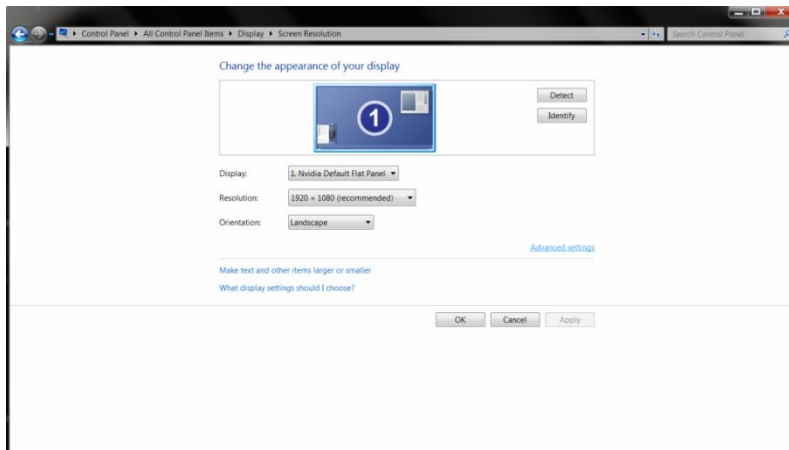 Control Panel ▸ All Control Panel Items ▸ Display ▸ Screen Resolution
Search Control Panel
Change the appearance of your display
1
Detect
Identify
Display: 1. Nvidia Default Flat Panel
Resolution: 1920 × 1080 (recommended)
Orientation: Landscape
Advanced settings
Make text and other items larger or smaller
What display settings should I choose?
OK Cancel Apply